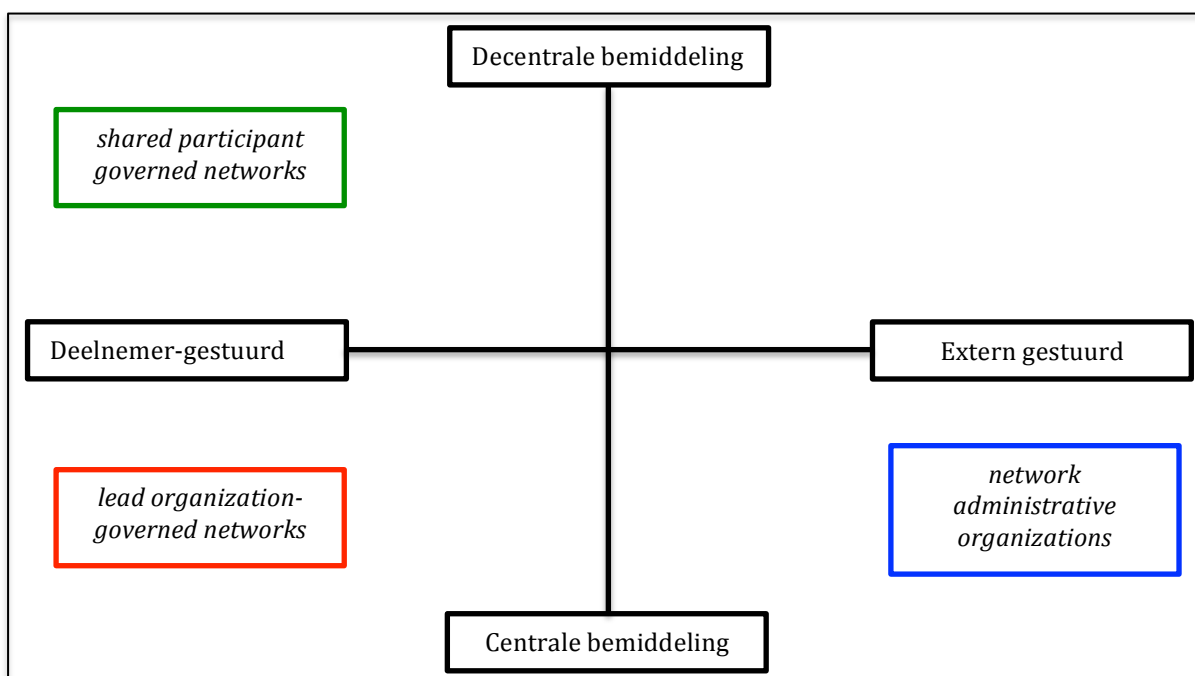 Decentrale bemiddeling
shared participant
governed networks
Deelnemer-gestuurd
Extern gestuurd
lead organization-
governed networks
network
administrative
organizations
Centrale bemiddeling